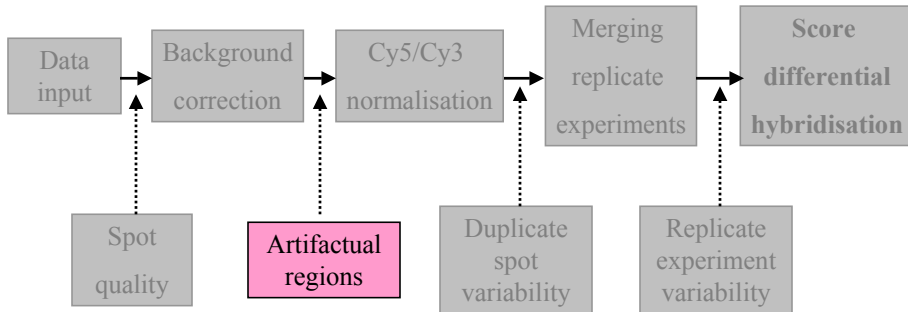 Data
input
Background
correction
Cy5/Cy3
normalisation
Merging
replicate
experiments
Score
differential
hybridisation
Spot
quality
Artifactual
regions
Duplicate
spot
variability
Replicate
experiment
variability